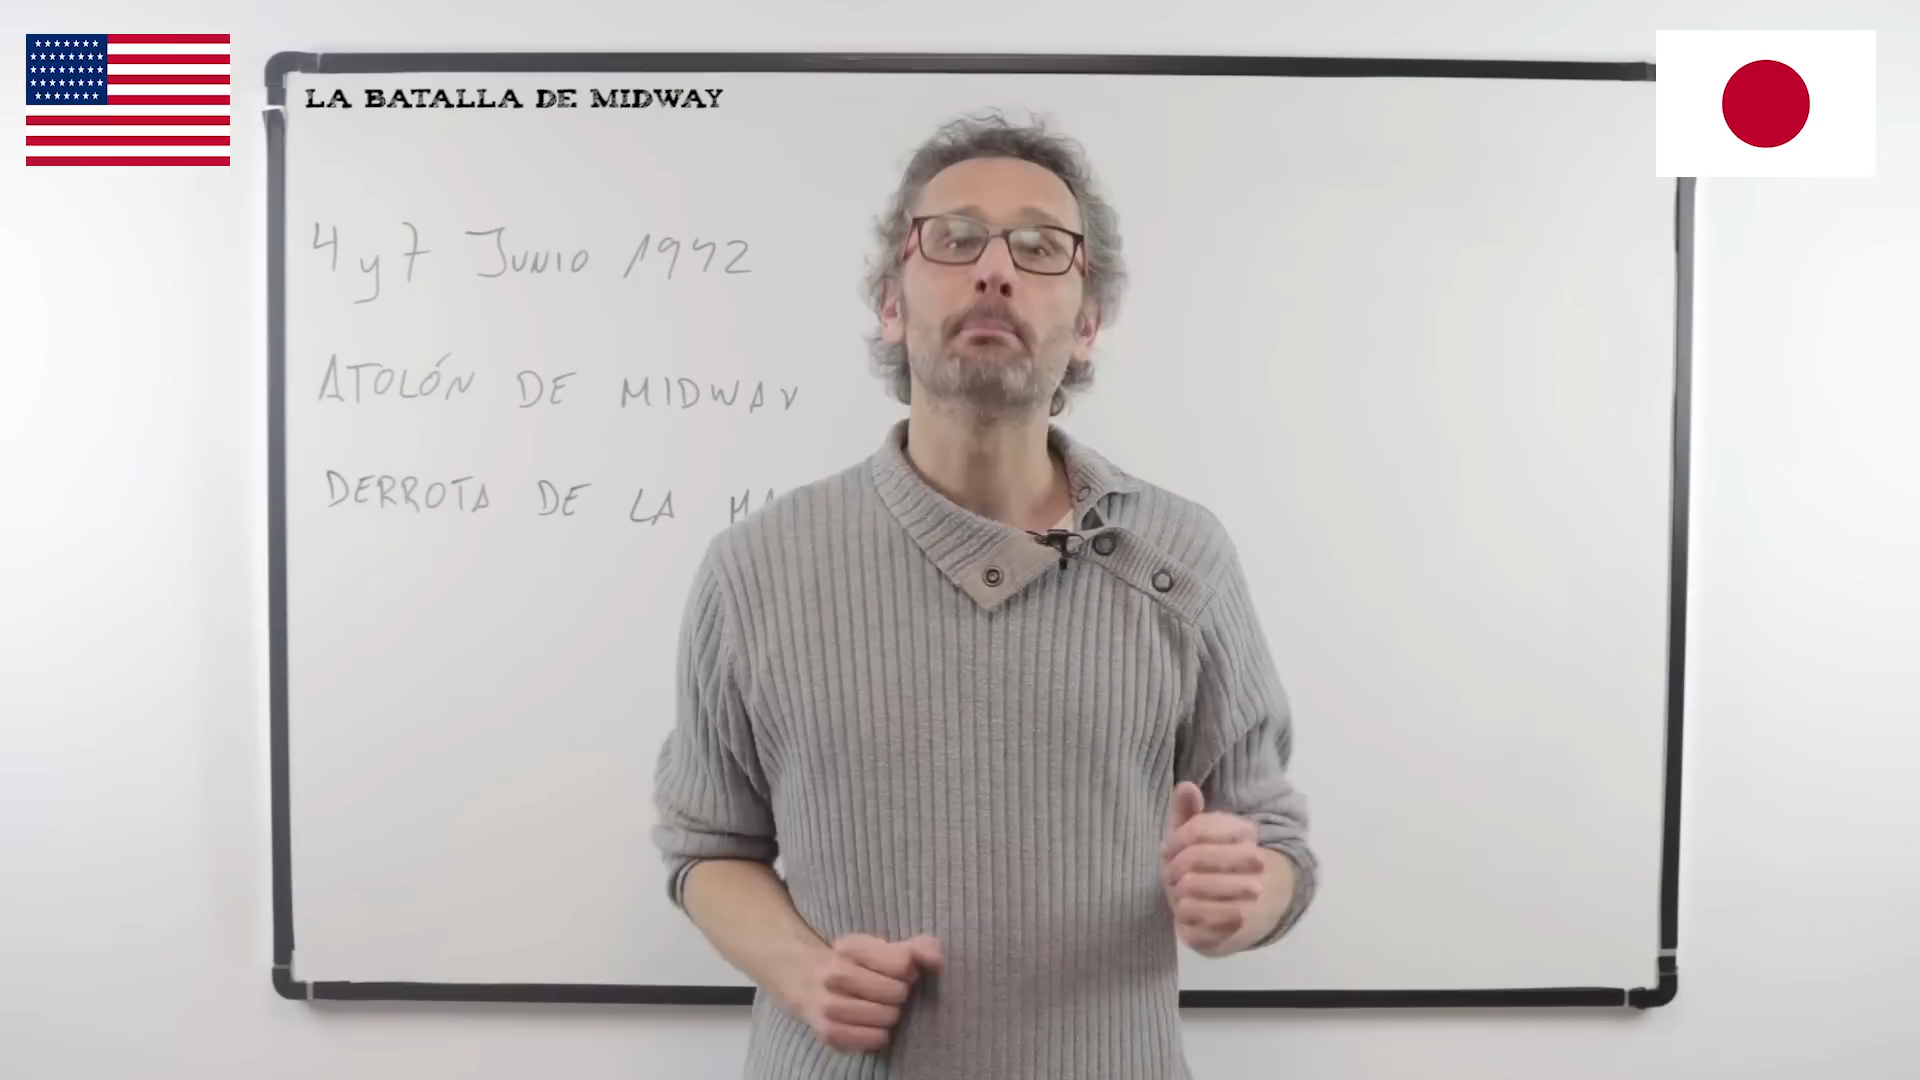 LA BATALLA DE MIDWAY
4 y 7 JUNIO 1942
ATOLÓN DE MIDWAY
DERROTA DE LA